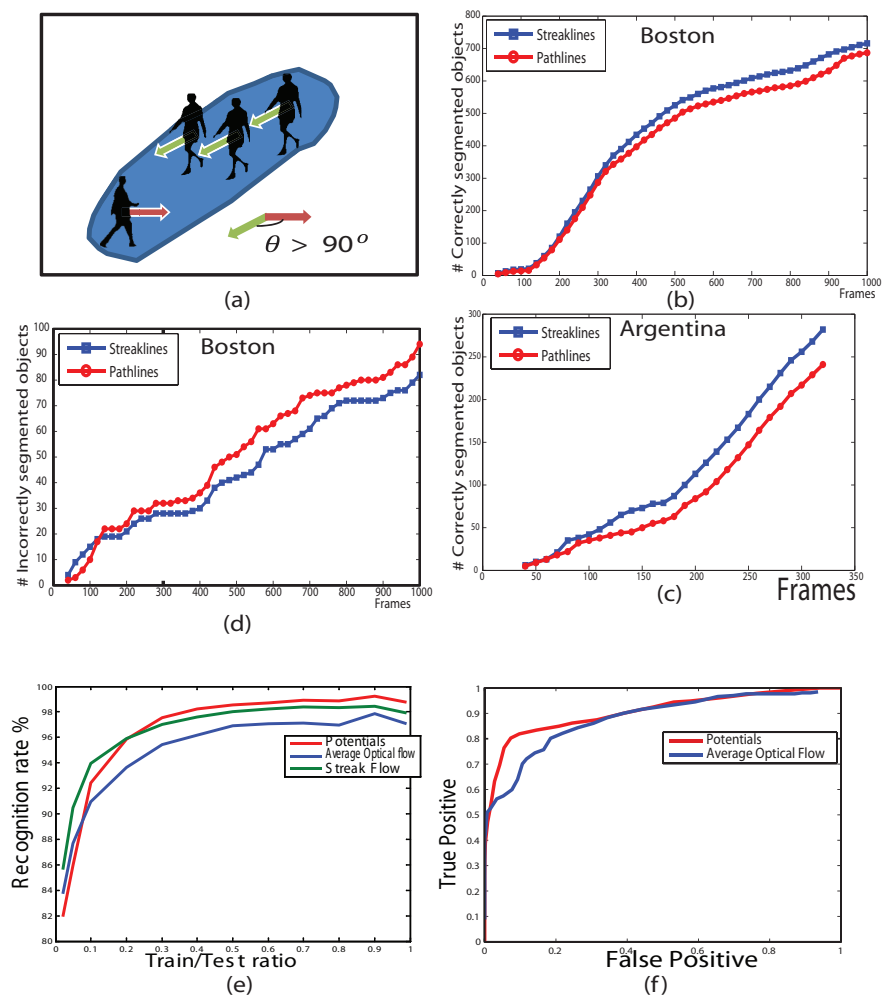 θ > 90°
(a)
Streaklines
Pathlines
Boston
# Correctly segmented objects
800
700
600
500
400
300
200
100
0
0 100 200 300 400 500 600 700 800 900 1000
Frames
(b)
Streaklines
Pathlines
Boston
# Incorrectly segmented objects
100
90
80
70
60
50
40
30
20
10
0
0 100 200 300 400 500 600 700 800 900 1000
Frames
(d)
Streaklines
Pathlines
Argentina
# Correctly segmented objects
300
250
200
150
100
50
0
0 50 100 150 200 250 300 350
Frames
(c)
Recognition rate %
100
98
96
94
92
90
88
86
84
82
80
Potentials
Average Optical flow
Streak Flow
0 0.1 0.2 0.3 0.4 0.5 0.6 0.7 0.8 0.9 1
Train/Test ratio
(e)
True Positive
1
0.9
0.8
0.7
0.6
0.5
0.4
0.3
0.2
0.1
0
Potentials
Average Optical Flow
0 0.2 0.4 0.6 0.8 1
False Positive
(f)